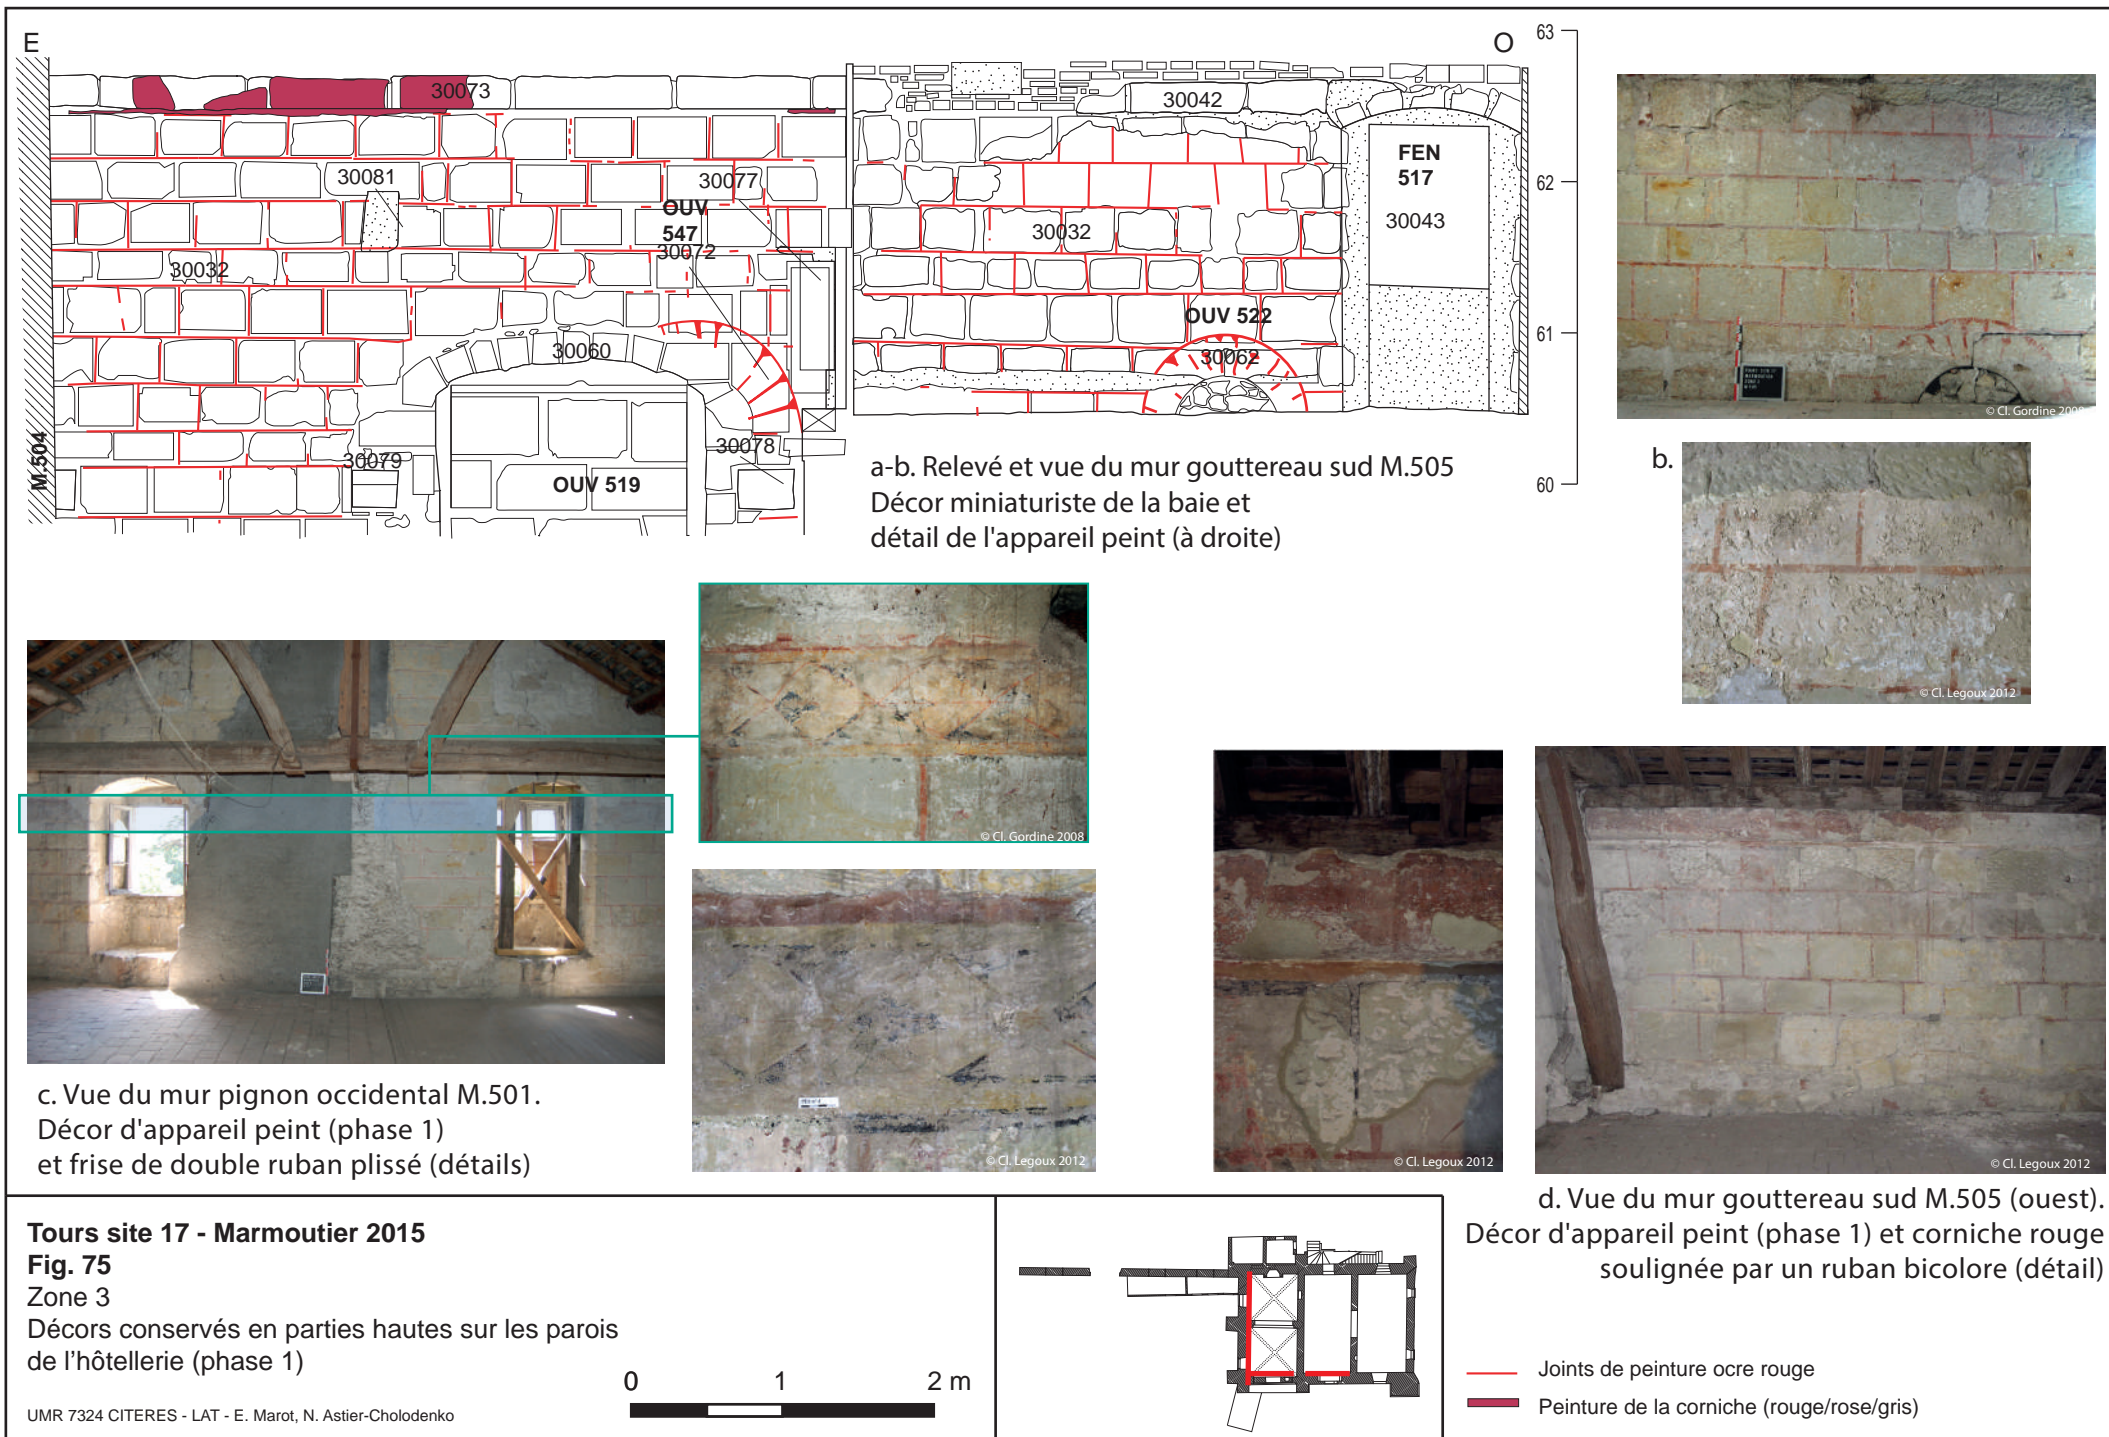 E
O
63
62
61
60
30073
30042
30081
30077
FEN
517
OUV
547
30043
30032
30072
30032
OUV 522
30060
30062
M.504
30079
30078
OUV 519
© Cl. Gordine 2008
a-b. Relevé et vue du mur gouttereau sud M.505
Décor miniaturiste de la baie et
détail de l'appareil peint (à droite)
b.
© Cl. Legoux 2012
© Cl. Gordine 2008
© Cl. Legoux 2012
© Cl. Legoux 2012
© Cl. Legoux 2012
c. Vue du mur pignon occidental M.501.
Décor d'appareil peint (phase 1)
et frise de double ruban plissé (détails)
d. Vue du mur gouttereau sud M.505 (ouest).
Décor d'appareil peint (phase 1) et corniche rouge
soulignée par un ruban bicolore (détail)
Tours site 17 - Marmoutier 2015
Fig. 75
Zone 3
Décors conservés en parties hautes sur les parois
de l'hôtellerie (phase 1)
0 1 2 m
UMR 7324 CITERES - LAT - E. Marot, N. Astier-Cholodenko
Joints de peinture ocre rouge
Peinture de la corniche (rouge/rose/gris)